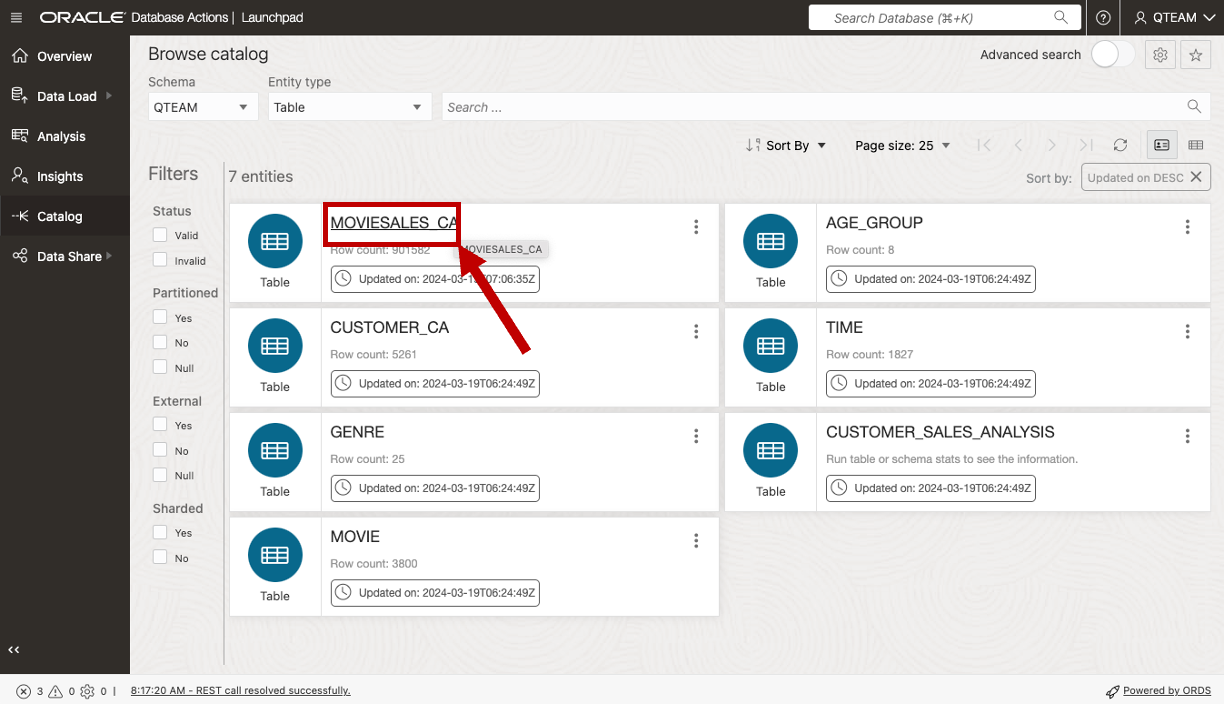 ORACLE Database Actions | Launchpad
Search Database (⌘+K)
QTEAM
Overview
Data Load
Analysis
Insights
Catalog
Data Share
Browse catalog
Advanced search
Schema
Entity type
QTEAM
Table
Search ...
Sort By
Page size: 25
Filters
7 entities
Sort by:
Updated on DESC
Status
Valid
Invalid
Partitioned
Yes
No
Null
External
Yes
No
Null
Sharded
Yes
No
Table
MOVIESALES_CA
Row count: 901582
MOVIESALES_CA
Updated on: 2024-03-19T07:06:35Z
Table
AGE_GROUP
Row count: 8
Updated on: 2024-03-19T06:24:49Z
Table
CUSTOMER_CA
Row count: 5261
Updated on: 2024-03-19T06:24:49Z
Table
TIME
Row count: 1827
Updated on: 2024-03-19T06:24:49Z
Table
GENRE
Row count: 25
Updated on: 2024-03-19T06:24:49Z
Table
CUSTOMER_SALES_ANALYSIS
Run table or schema stats to see the information.
Updated on: 2024-03-19T06:24:49Z
Table
MOVIE
Row count: 3800
Updated on: 2024-03-19T06:24:49Z
3 0 0 | 8:17:20 AM - REST call resolved successfully.
Powered by ORDS